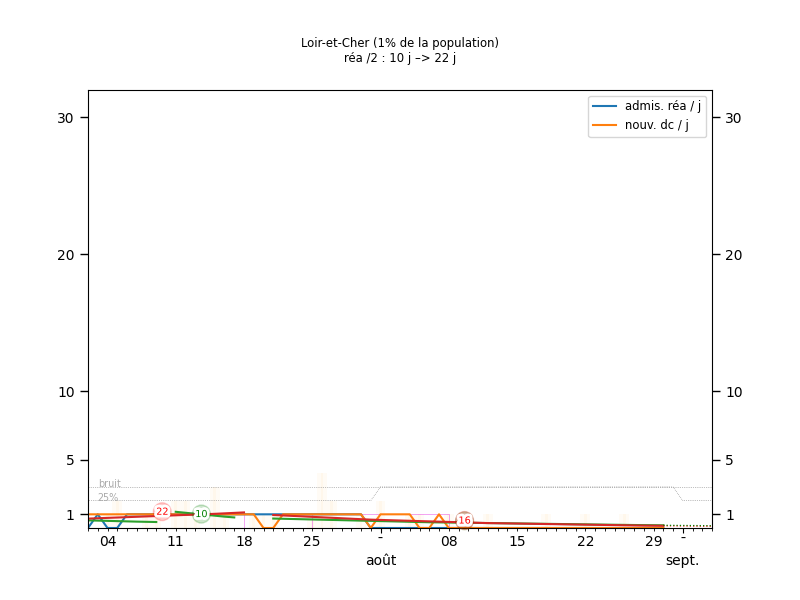 Loir-et-Cher (1% de la population)
réa /2 : 10 j –> 22 j
admis. réa / j
nouv. dc / j
30 30
20 20
10 10
5 5
bruit
25%
1 22 10 16 1
04 11 18 25 - 08 15 22 29 -
août sept.